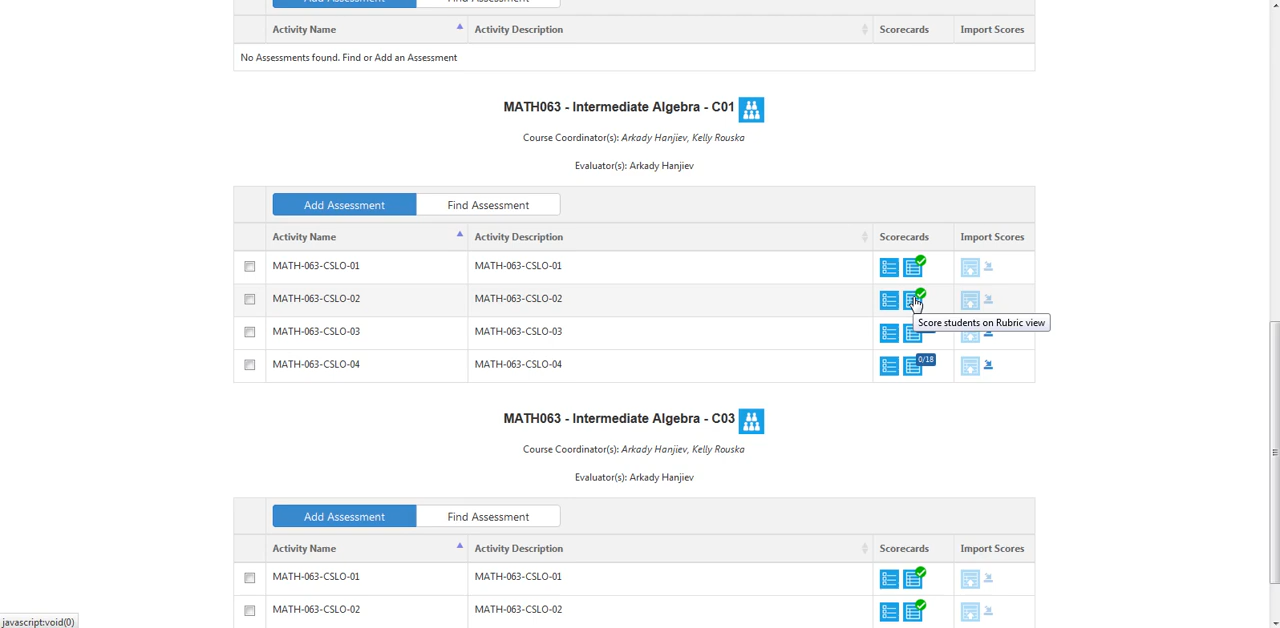 Add Assessment Find Assessment
Activity Name Activity Description Scorecards Import Scores
No Assessments found. Find or Add an Assessment
MATH063 - Intermediate Algebra - C01
Course Coordinator(s): Arkady Hanjiev, Kelly Rouska
Evaluator(s): Arkady Hanjiev
Add Assessment Find Assessment
Activity Name Activity Description Scorecards Import Scores
MATH-063-CSLO-01 MATH-063-CSLO-01
MATH-063-CSLO-02 MATH-063-CSLO-02
Score students on Rubric view
MATH-063-CSLO-03 MATH-063-CSLO-03
MATH-063-CSLO-04 MATH-063-CSLO-04 0/18
MATH063 - Intermediate Algebra - C03
Course Coordinator(s): Arkady Hanjiev, Kelly Rouska
Evaluator(s): Arkady Hanjiev
Add Assessment Find Assessment
Activity Name Activity Description Scorecards Import Scores
MATH-063-CSLO-01 MATH-063-CSLO-01
MATH-063-CSLO-02 MATH-063-CSLO-02
javascript:void(0)